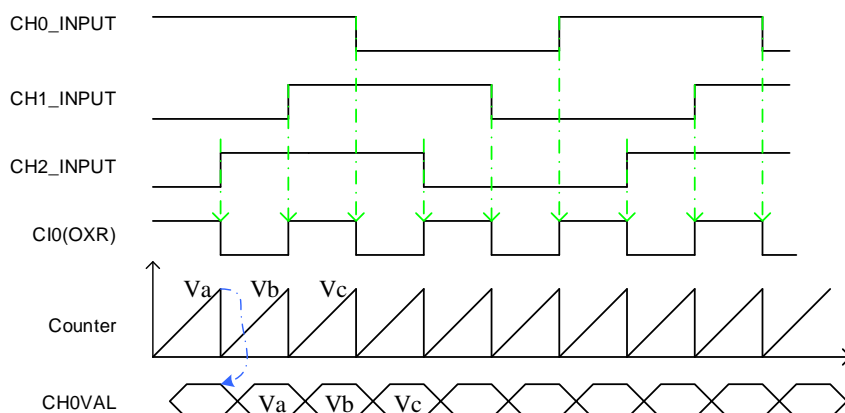 CH0_INPUT
CH1_INPUT
CH2_INPUT
CI0(OXR)
Va Vb Vc
Counter
CH0VAL
Va Vb Vc